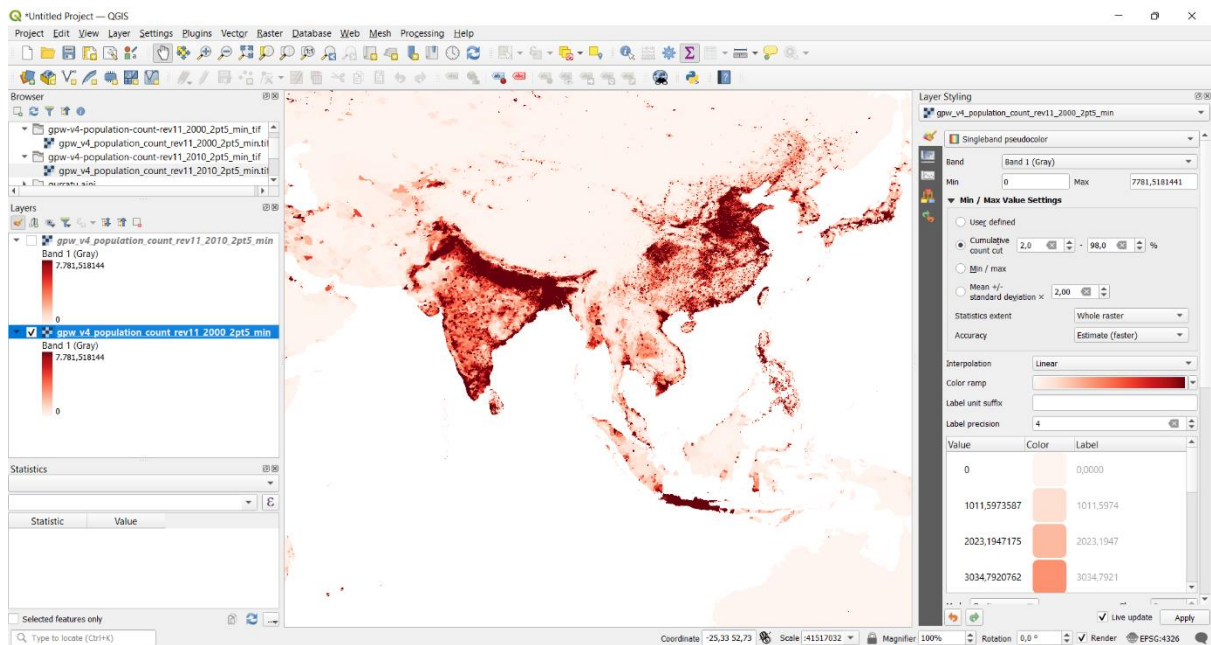 *Untitled Project — QGIS
Project Edit View Layer Settings Plugins Vector Raster Database Web Mesh Processing Help
Browser
gpw-v4-population-count-rev11_2000_2pt5_min_tif
gpw_v4_population_count_rev11_2000_2pt5_min.tif
gpw-v4-population-count-rev11_2010_2pt5_min_tif
gpw_v4_population_count_rev11_2010_2pt5_min.tif
Layers
gpw_v4_population_count_rev11_2010_2pt5_min
Band 1 (Gray)
7.781,518144
0
gpw_v4_population_count_rev11_2000_2pt5_min
Band 1 (Gray)
7.781,518144
0
Statistics
Statistic Value
Selected features only
Type to locate (Ctrl+K)
Layer Styling
gpw_v4_population_count_rev11_2000_2pt5_min
Singleband pseudocolor
Band Band 1 (Gray)
Min 0 Max 7781,5181441
Min / Max Value Settings
User defined
Cumulative count cut 2,0 - 98,0 %
Min / max
Mean +/- standard deviation × 2,00
Statistics extent Whole raster
Accuracy Estimate (faster)
Interpolation Linear
Color ramp
Label unit suffix
Label precision 4
Value Color Label
0 0,0000
1011,5973587 1011,5974
2023,1947175 2023,1947
3034,7920762 3034,7921
Live update Apply
Coordinate -25,33 52,73 Scale :41517032 Magnifier 100% Rotation 0,0 ° Render EPSG:4326